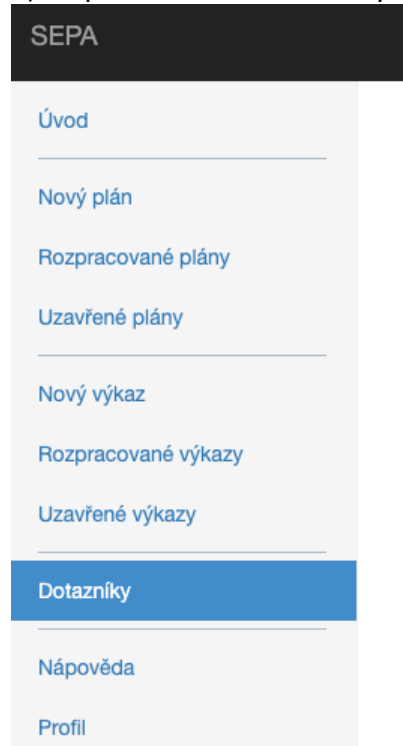 SEPA
Úvod
Nový plán
Rozpracované plány
Uzavřené plány
Nový výkaz
Rozpracované výkazy
Uzavřené výkazy
Dotazníky
Nápověda
Profil